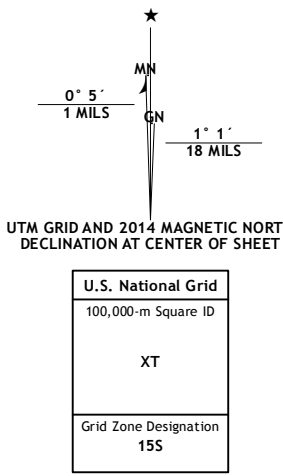 ★
MN
0° 5´
1 MILS
GN
1° 1´
18 MILS
UTM GRID AND 2014 MAGNETIC NORT
DECLINATION AT CENTER OF SHEET
U.S. National Grid
100,000-m Square ID
XT
Grid Zone Designation
15S